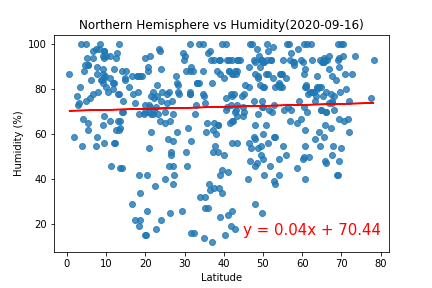 Northern Hemisphere vs Humidity(2020-09-16)
100
80
60
40
20
Humidity (%)
y = 0.04x + 70.44
0 10 20 30 40 50 60 70 80
Latitude